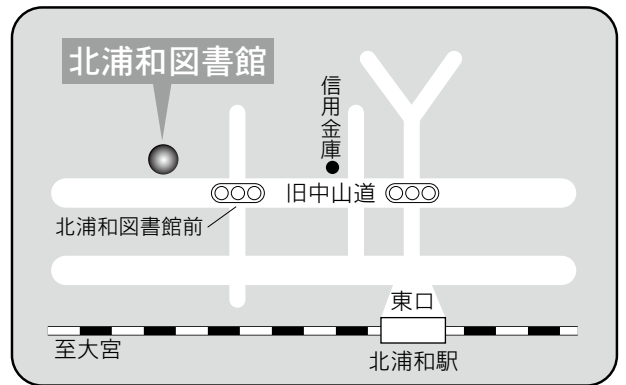 北浦和図書館
信用金庫
旧中山道
北浦和図書館前
東口
至大宮
北浦和駅